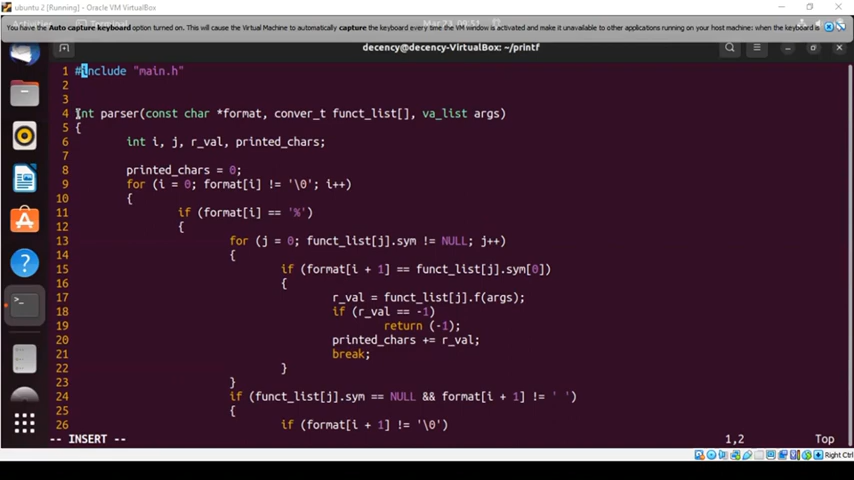 ubuntu 2 [Running] - Oracle VM VirtualBox
You have the Auto capture keyboard option turned on. This will cause the Virtual Machine to automatically capture the keyboard every time the VM window is activated and make it unavailable to other applications running on your host machine: when the keyboard is
decency@decency-VirtualBox: ~/printf
1 #include "main.h"
2
3
4 int parser(const char *format, conver_t funct_list[], va_list args)
5 {
6 int i, j, r_val, printed_chars;
7
8 printed_chars = 0;
9 for (i = 0; format[i] != '\0'; i++)
10 {
11 if (format[i] == '%')
12 {
13 for (j = 0; funct_list[j].sym != NULL; j++)
14 {
15 if (format[i + 1] == funct_list[j].sym[0])
16 {
17 r_val = funct_list[j].f(args);
18 if (r_val == -1)
19 return (-1);
20 printed_chars += r_val;
21 break;
22 }
23 }
24 if (funct_list[j].sym == NULL && format[i + 1] != ' ')
25 {
26 if (format[i + 1] != '\0')
-- INSERT -- 1,2 Top
Right Ctrl